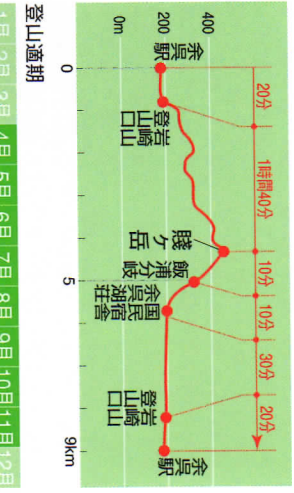 20分
1時間40分
10分
10分
30分
20分
400
200
0m
余呉駅
岩崎山登山口
賤ヶ岳
飯浦分岐
国民宿舎余呉湖荘
岩崎山登山口
余呉駅
0
5
9km
登山適期
1月 2月 3月 4月 5月 6月 7月 8月 9月 10月 11月 12月